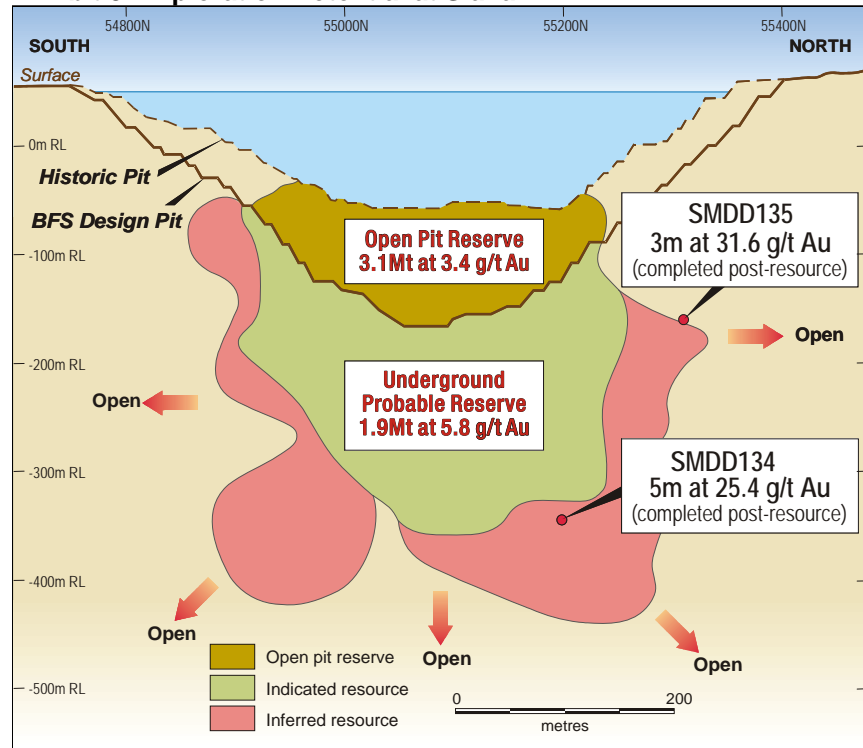 54800N
55000N
55200N
55400N
SOUTH
NORTH
Surface
0m RL
Historic Pit
BFS Design Pit
-100m RL
Open Pit Reserve
3.1Mt at 3.4 g/t Au
SMDD135
3m at 31.6 g/t Au
(completed post-resource)
Open
-200m RL
Underground
Probable Reserve
1.9Mt at 5.8 g/t Au
Open
-300m RL
SMDD134
5m at 25.4 g/t Au
(completed post-resource)
-400m RL
Open
Open
Open
Open pit reserve
Indicated resource
Inferred resource
-500m RL
0
200
metres